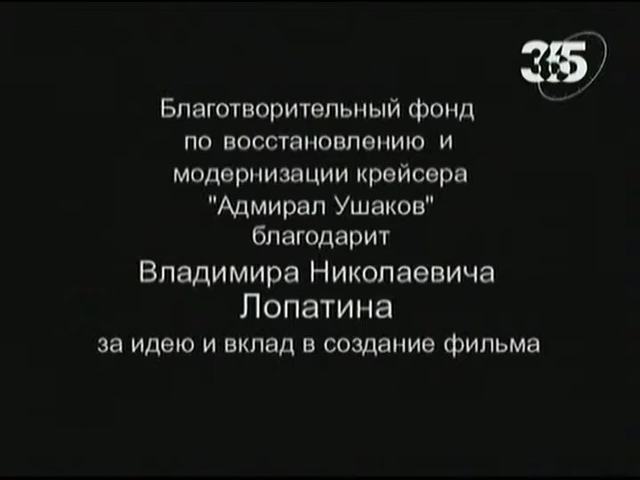 365
Благотворительный фонд
по восстановлению и
модернизации крейсера
"Адмирал Ушаков"
благодарит
Владимира Николаевича
Лопатина
за идею и вклад в создание фильма